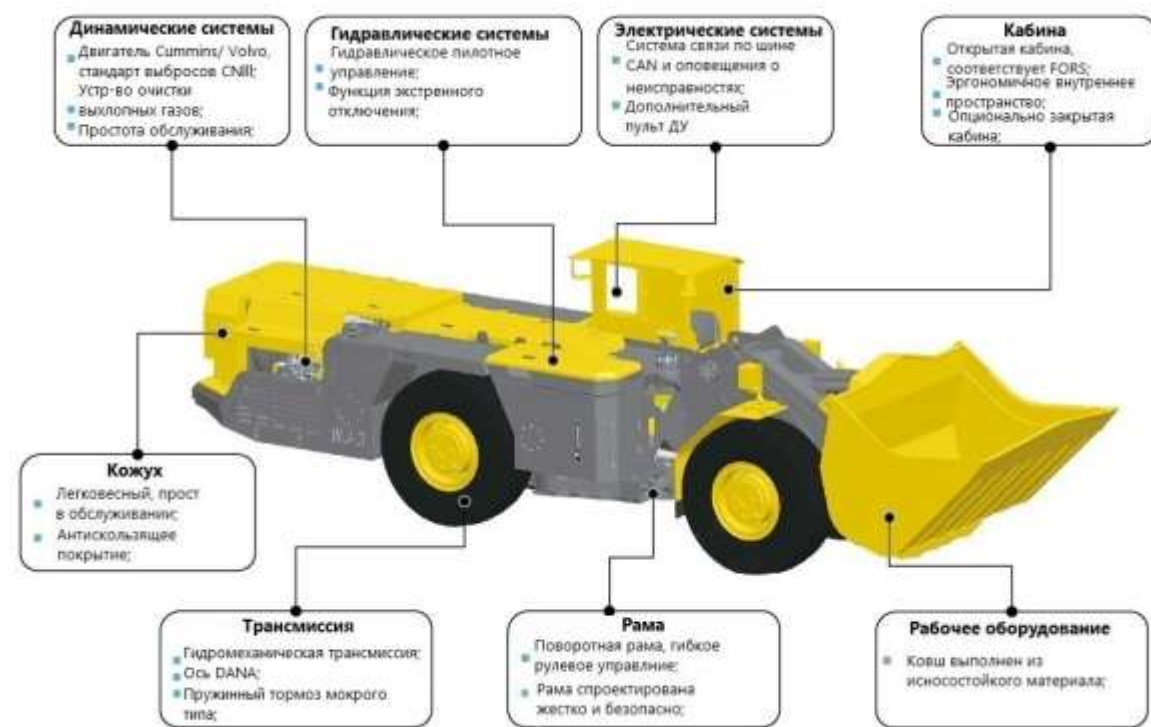 Динамические системы
Двигатель Cummins/ Volvo,
стандарт выбросов CNIII;
Устр-во очистки
выхлопных газов;
Простота обслуживания;
Гидравлические системы
Гидравлическое пилотное
управление;
Функция экстренного
отключения;
Электрические системы
Система связи по шине
CAN и оповещения о
неисправностях;
Дополнительный
пульт ДУ
Кабина
Открытая кабина,
соответствует FORS;
Эргономичное внутреннее
пространство;
Опционально закрытая
кабина;
Кожух
Легковесный, прост
в обслуживании;
Антискользящее
покрытие;
Трансмиссия
Гидромеханическая трансмиссия;
Ось DANA;
Пружинный тормоз мокрого
типа;
Рама
Поворотная рама, гибкое
рулевое управлние;
Рама спроектирована
жестко и безопасно;
Рабочее оборудование
Ковш выполнен из
исносостойкого материала;